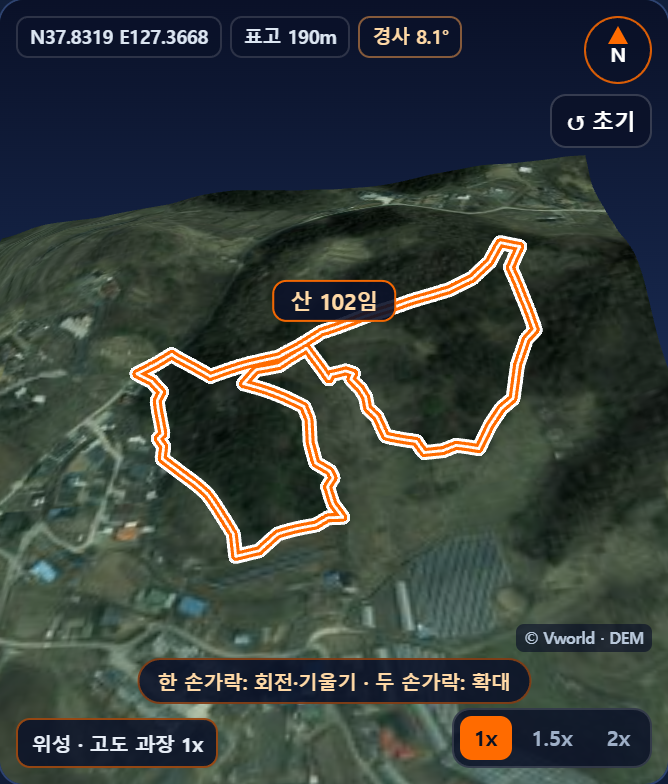 N37.8319 E127.3668
표고 190m
경사 8.1°
N
↺ 초기
산 102임
© Vworld · DEM
한 손가락: 회전·기울기 · 두 손가락: 확대
위성 · 고도 과장 1x
1x 1.5x 2x